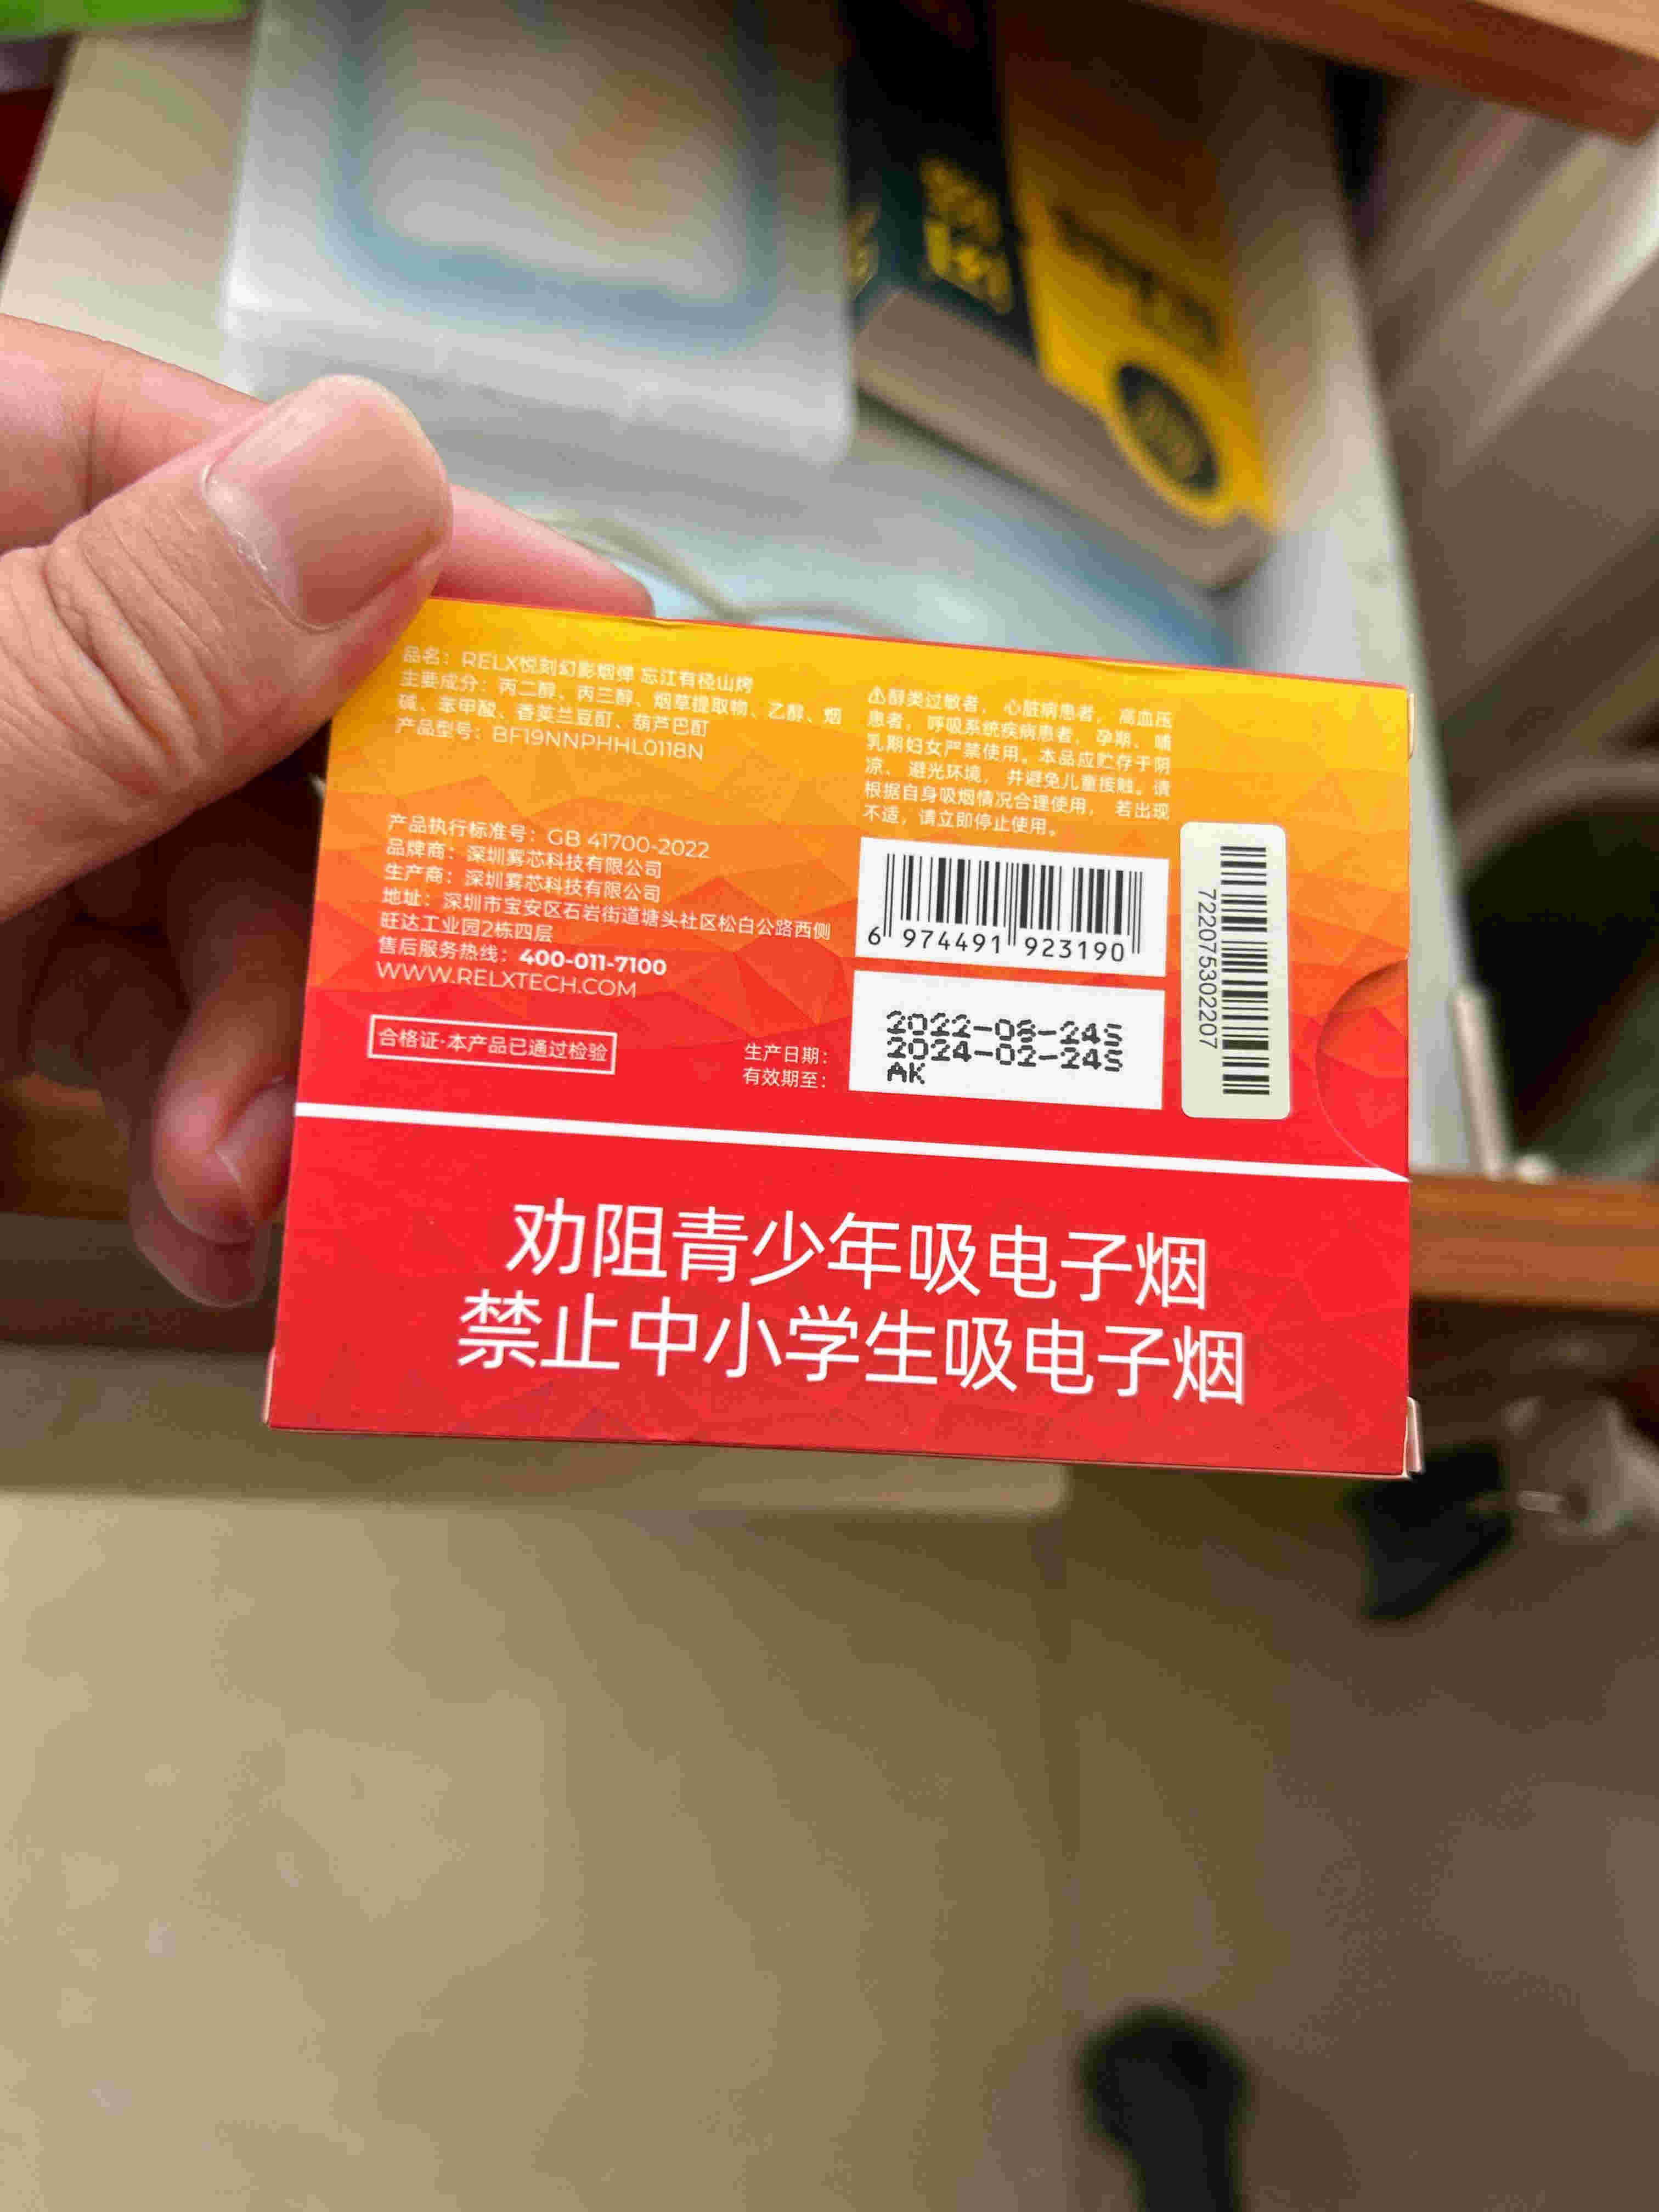 品名：RELX悦刻幻影烟弹 忘江有径山烤
主要成分：丙二醇、丙三醇、烟草提取物、乙醇、烟
碱、苯甲酸、香荚兰豆酊、葫芦巴酊
产品型号：BF19NNPHHL0118N
产品执行标准号：GB 41700-2022
品牌商：深圳雾芯科技有限公司
生产商：深圳雾芯科技有限公司
地址：深圳市宝安区石岩街道塘头社区松白公路西侧
旺达工业园2栋四层
售后服务热线：400-011-7100
WWW.RELXTECH.COM
合格证·本产品已通过检验
⚠醇类过敏者，心脏病患者，高血压
患者，呼吸系统疾病患者，孕期、哺
乳期妇女严禁使用。本品应贮存于阴
凉、避光环境，并避免儿童接触。请
根据自身吸烟情况合理使用，若出现
不适，请立即停止使用。
6 974491 923190
7220753022207
生产日期：
有效期至：
2022-08-24S
2024-02-24S
AK
劝阻青少年吸电子烟
禁止中小学生吸电子烟